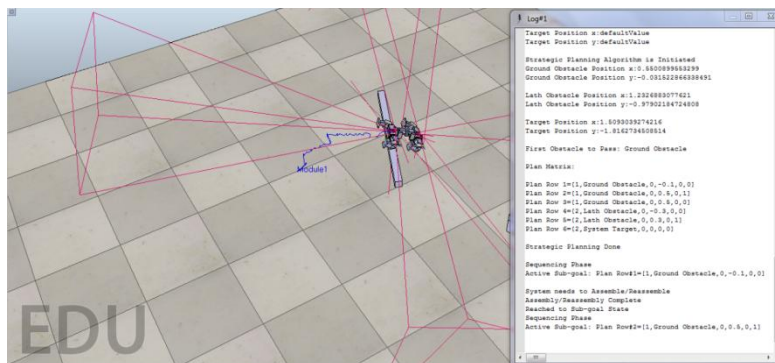 Module1
EDU
Log#1
Target Position x:defaultValue
Target Position y:defaultValue
Strategic Planning Algorithm is Initiated
Ground Obstacle Position x:0.5500899553299
Ground Obstacle Position y:-0.031522866338491
Lath Obstacle Position x:1.2326883077621
Lath Obstacle Position y:-0.97902184724808
Target Position x:1.5093039274216
Target Position y:-1.8162734508514
First Obstacle to Pass: Ground Obstacle
Plan Matrix:
Plan Row 1=[1,Ground Obstacle,0,-0.1,0,0]
Plan Row 2=[1,Ground Obstacle,0,0.5,0,1]
Plan Row 3=[1,Ground Obstacle,0,0.5,0,0]
Plan Row 4=[2,Lath Obstacle,0,-0.3,0,0]
Plan Row 5=[2,Lath Obstacle,0,0.3,0,1]
Plan Row 6=[2,System Target,0,0,0,0]
Strategic Planning Done
Sequencing Phase
Active Sub-goal: Plan Row#1=[1,Ground Obstacle,0,-0.1,0,0]
System needs to Assemble/Reassemble
Assembly/Reassembly Complete
Reached to Sub-goal State
Sequencing Phase
Active Sub-goal: Plan Row#2=[1,Ground Obstacle,0,0.5,0,1]